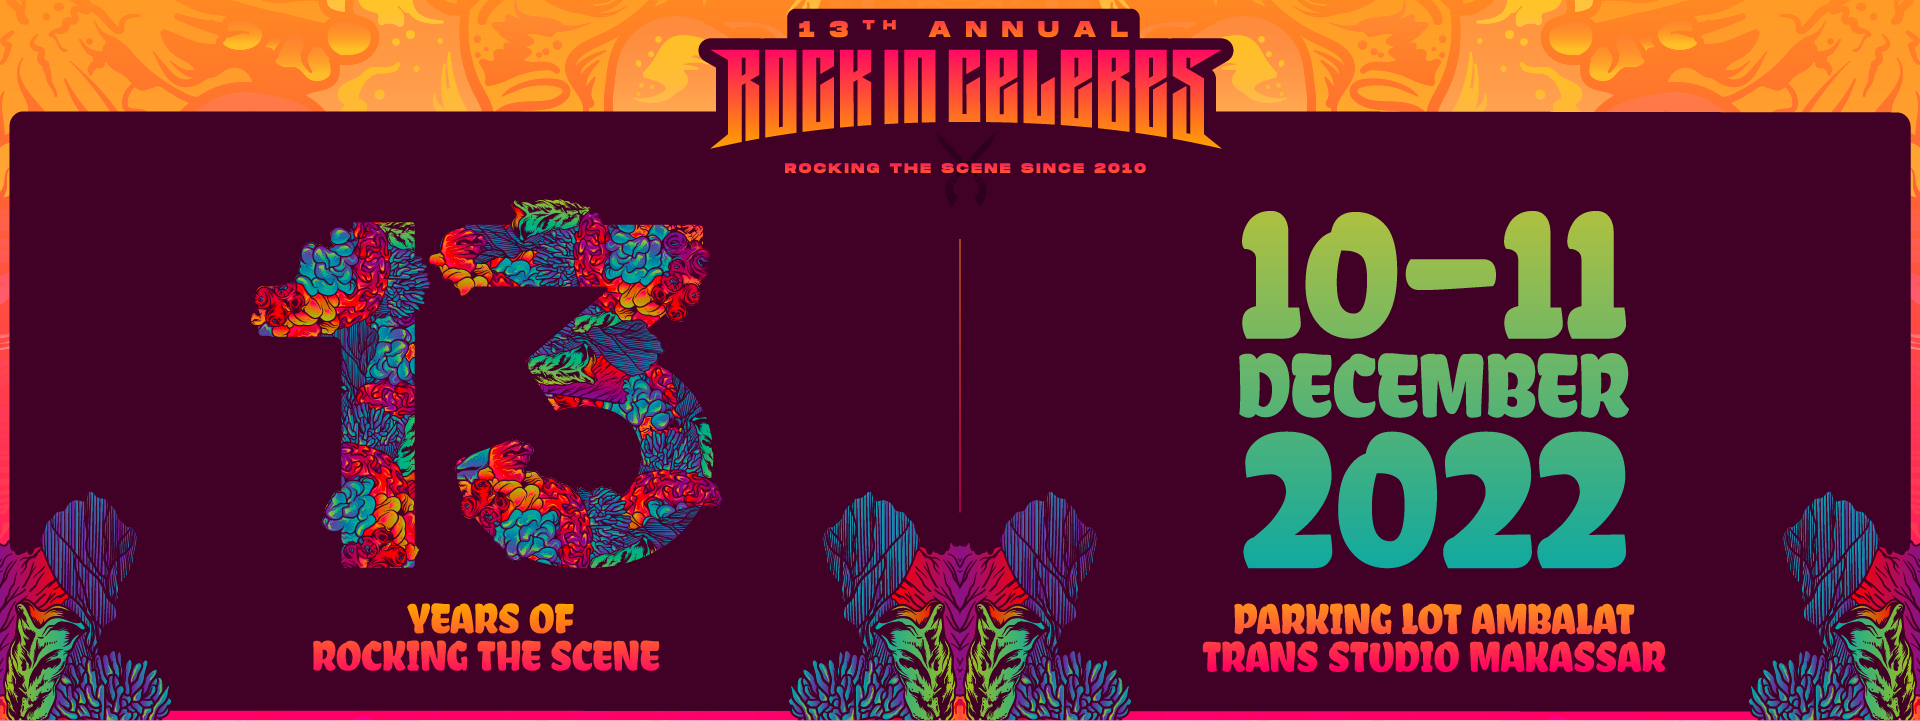 13TH ANNUAL
ROCK IN CELEBES
ROCKING THE SCENE SINCE 2010
13
YEARS OF
ROCKING THE SCENE
10-11
DECEMBER
2022
PARKING LOT AMBALAT
TRANS STUDIO MAKASSAR